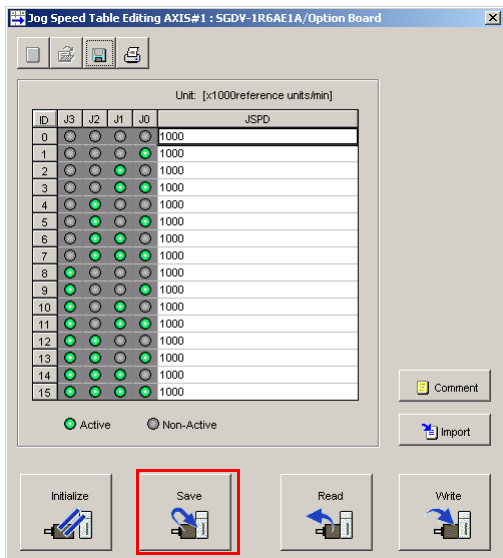 Jog Speed Table Editing AXIS#1 : SGDV-1R6AE1A/Option Board
Unit: [x1000reference units/min]
ID J3 J2 J1 J0 JSPD
0 1000
1 1000
2 1000
3 1000
4 1000
5 1000
6 1000
7 1000
8 1000
9 1000
10 1000
11 1000
12 1000
13 1000
14 1000
15 1000
Active Non-Active
Comment
Import
Initialize Save Read Write